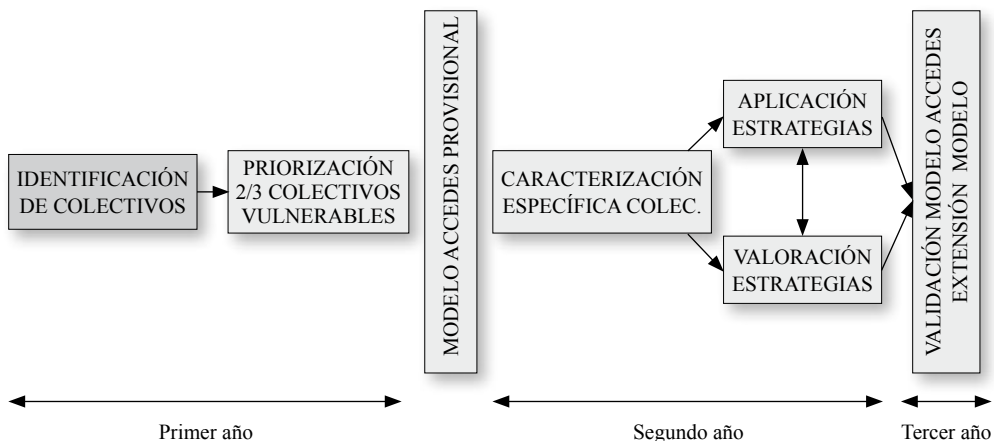 IDENTIFICACIÓN
DE COLECTIVOS
PRIORIZACIÓN
2/3 COLECTIVOS
VULNERABLES
MODELO ACCEDES PROVISIONAL
CARACTERIZACIÓN
ESPECÍFICA COLEC.
APLICACIÓN
ESTRATEGIAS
VALORACIÓN
ESTRATEGIAS
VALIDACIÓN MODELO ACCEDES
EXTENSIÓN MODELO
Primer año
Segundo año
Tercer año